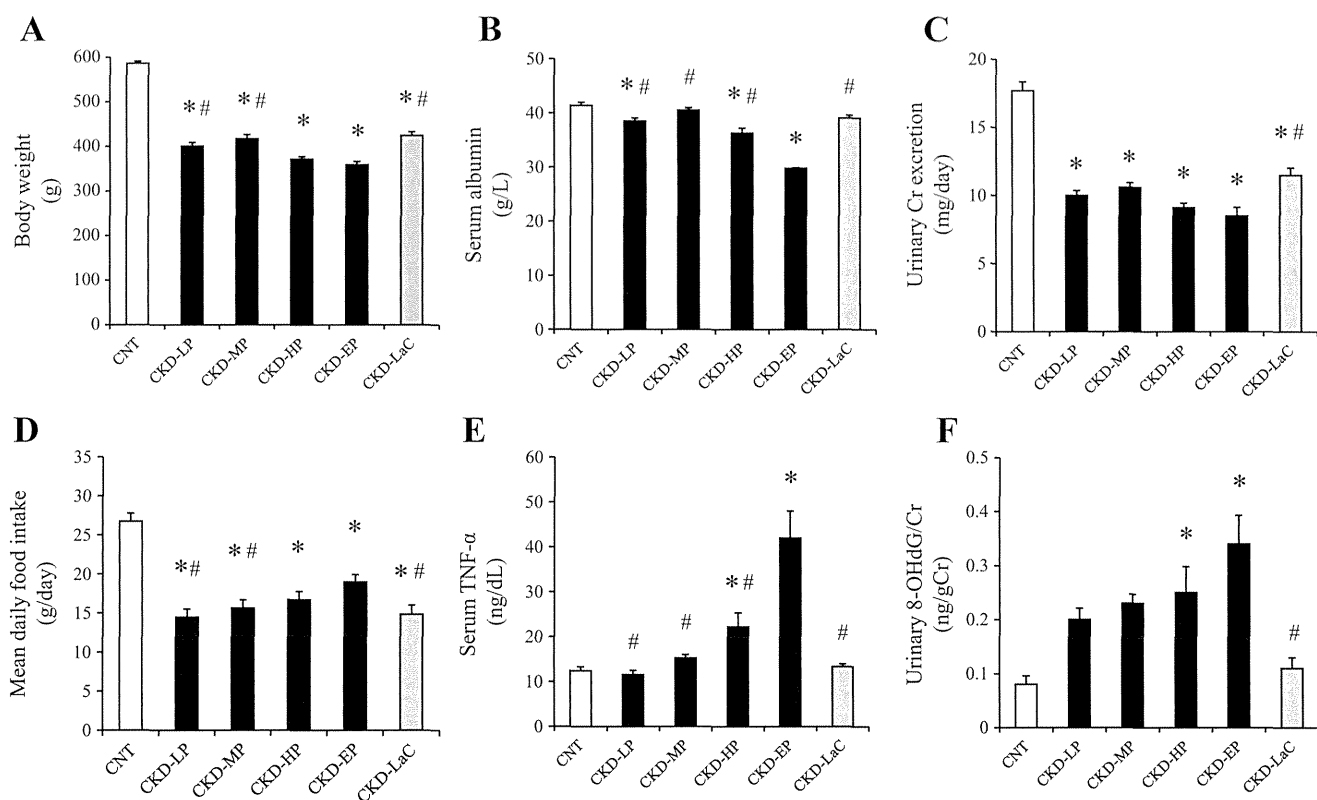 A
Body weight
(g)
600
500
400
300
200
100
0
* #
* #
*
*
* #
CNT
CKD-LP
CKD-MP
CKD-HP
CKD-EP
CKD-LaC
B
Serum albumin
(g/L)
50
40
30
20
10
0
* #
#
* #
*
#
CNT
CKD-LP
CKD-MP
CKD-HP
CKD-EP
CKD-LaC
C
Urinary Cr excretion
(mg/day)
20
15
10
5
0
*
*
*
*
* #
CNT
CKD-LP
CKD-MP
CKD-HP
CKD-EP
CKD-LaC
D
Mean daily food intake
(g/day)
35
30
25
20
15
10
5
0
*#
* #
*
*
* #
CNT
CKD-LP
CKD-MP
CKD-HP
CKD-EP
CKD-LaC
E
Serum TNF-α
(ng/dL)
60
50
40
30
20
10
0
#
#
* #
*
#
CNT
CKD-LP
CKD-MP
CKD-HP
CKD-EP
CKD-LaC
F
Urinary 8-OHdG/Cr
(ng/gCr)
0.5
0.4
0.3
0.2
0.1
0
*
*
#
CNT
CKD-LP
CKD-MP
CKD-HP
CKD-EP
CKD-LaC